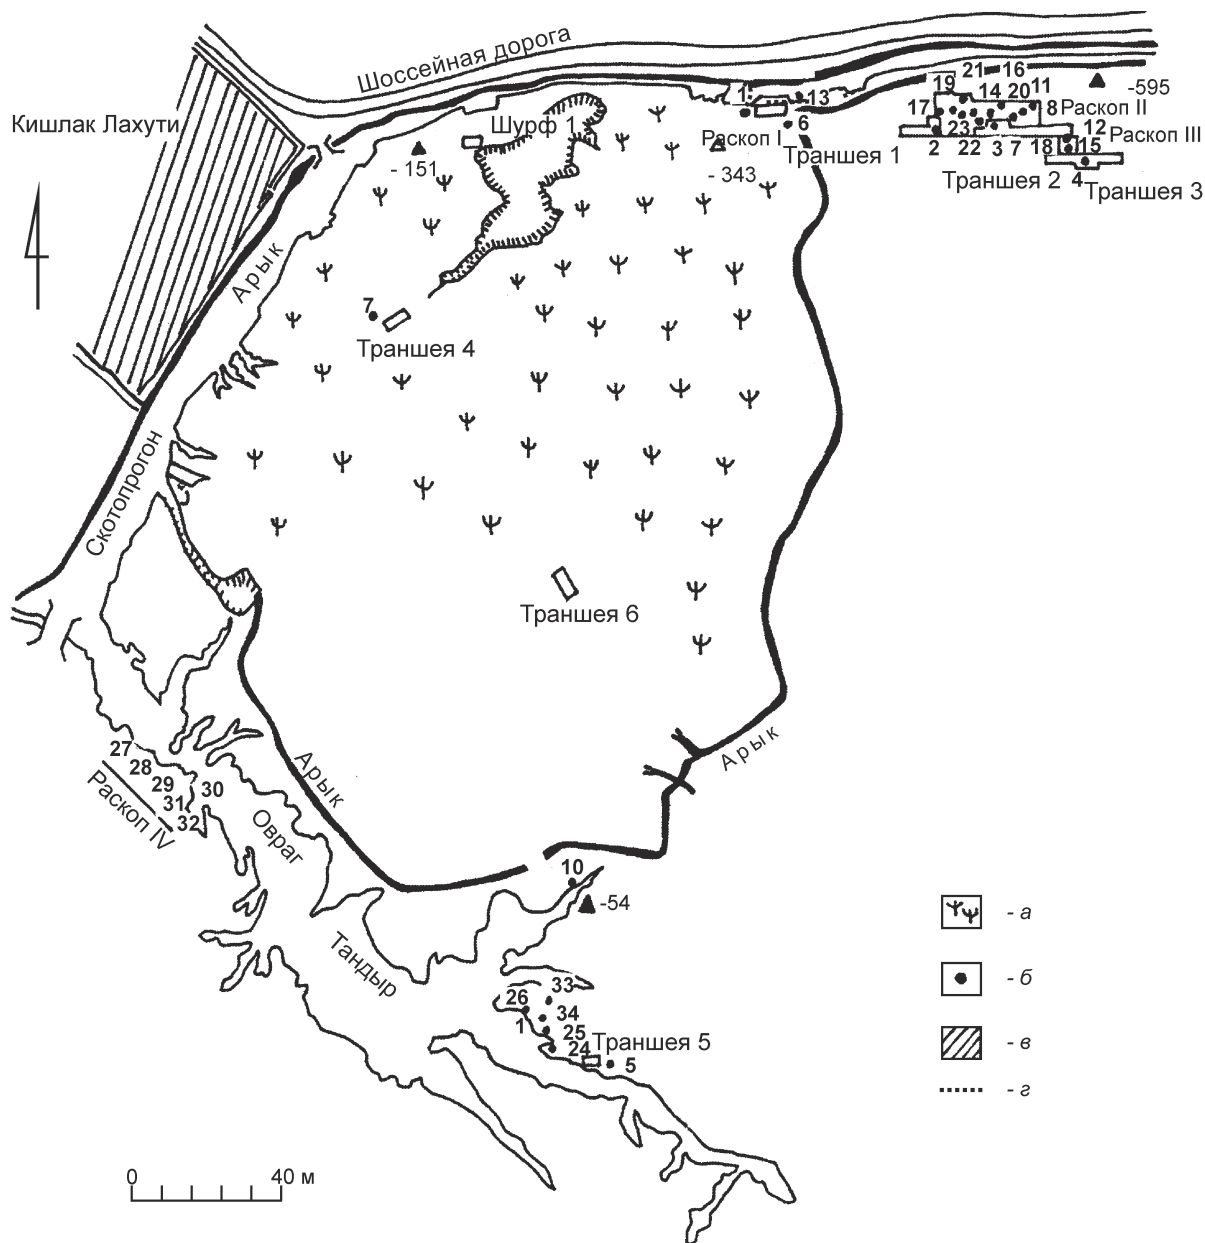 Шоссейная дорога
Кишлак Лахути
Шурф 1
- 151
1
13
6
Раскоп I
Траншея 1
- 343
21 16
19 14 20 11
17
8 Раскоп II
-595
12 Раскоп III
23
2 22 3 7 18 15
Траншея 2 4 Траншея 3
Арык
7
Траншея 4
Скотопрогон
Траншея 6
Арык
Арык
27
28
29
30
31
32
Раскоп IV
Овраг
10
-54
Тандыр
33
26
34
1
25
24
Траншея 5
5
- а
- б
- в
- г
0 40 м